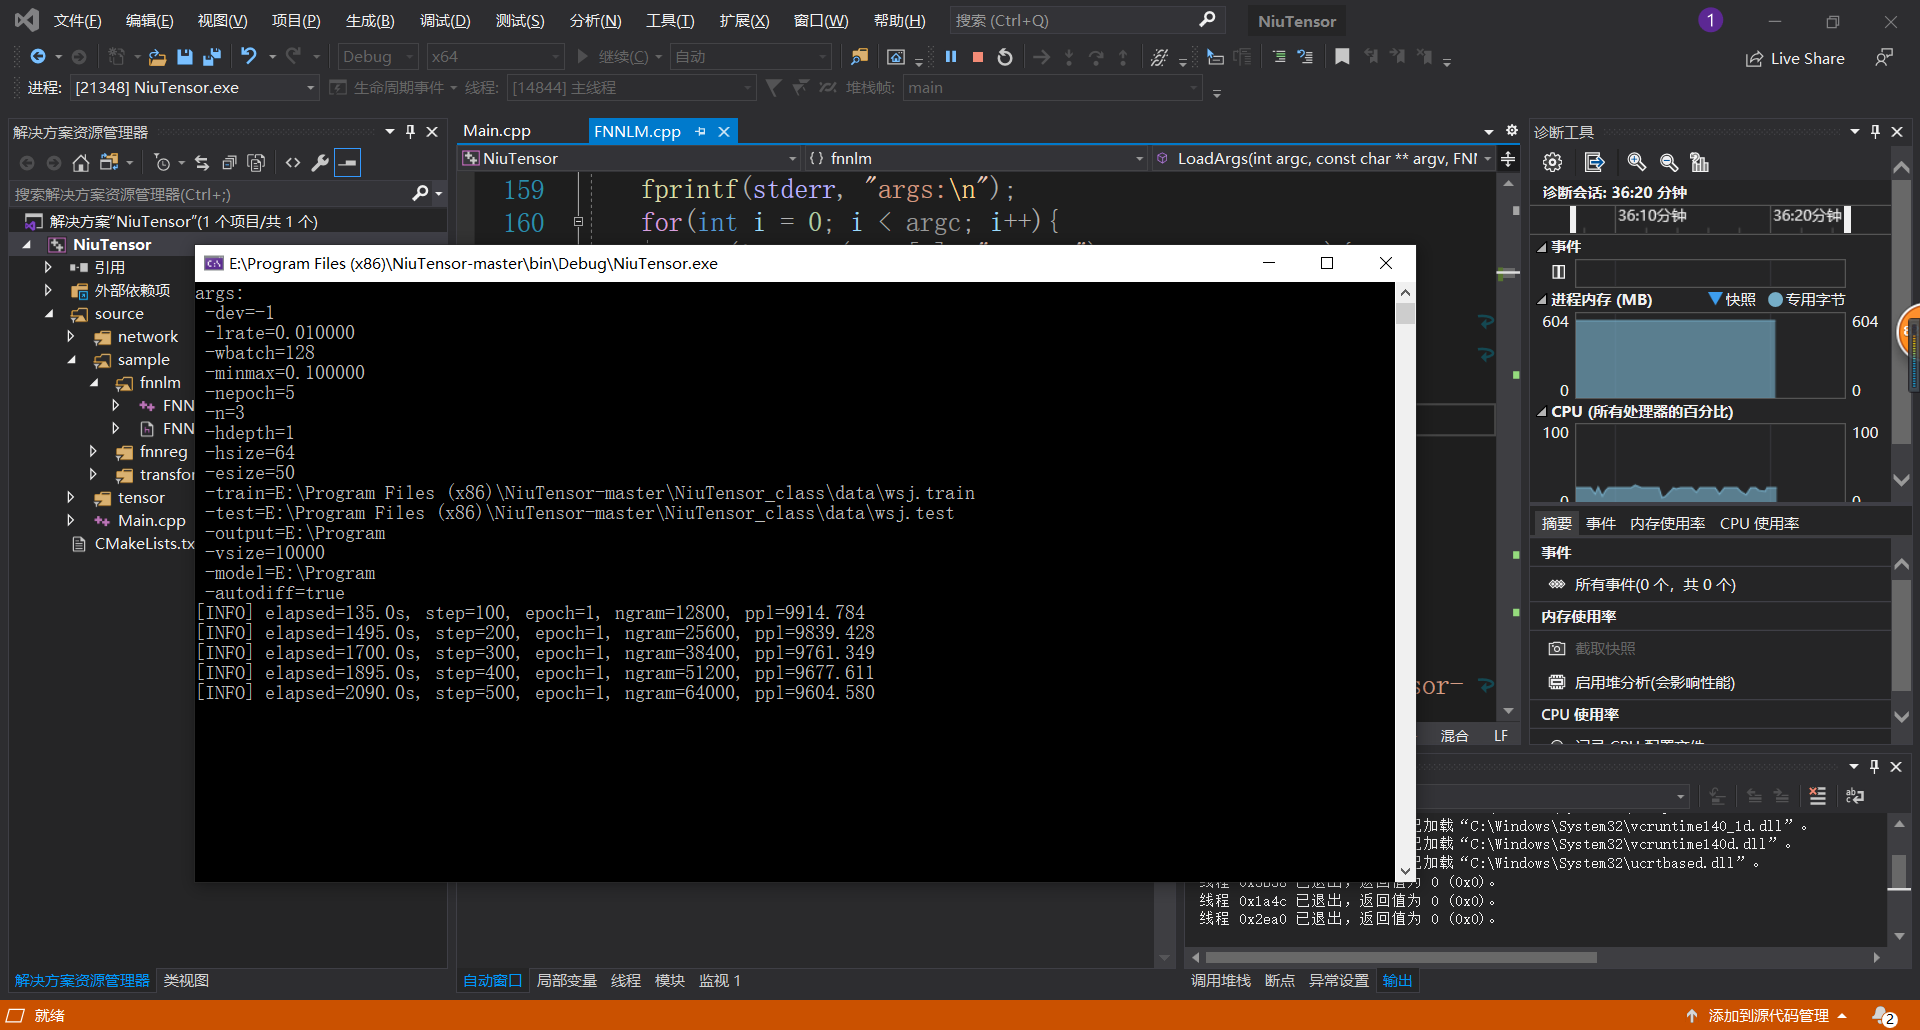 文件(F) 编辑(E) 视图(V) 项目(P) 生成(B) 调试(D) 测试(S) 分析(N) 工具(T) 扩展(X) 窗口(W) 帮助(H) 搜索 (Ctrl+Q) NiuTensor 1
Debug x64 继续(C) 自动 Live Share
进程: [21348] NiuTensor.exe 生命周期事件 线程: [14844] 主线程 堆栈帧: main
解决方案资源管理器
搜索解决方案资源管理器(Ctrl+;)
解决方案"NiuTensor"(1 个项目/共 1 个)
NiuTensor
引用
外部依赖项
source
network
sample
fnnlm
FNN
FNN
fnnreg
transfor
tensor
Main.cpp
CMakeLists.tx
解决方案资源管理器 类视图
Main.cpp FNNLM.cpp
NiuTensor {} fnnlm LoadArgs(int argc, const char ** argv, FNI
159 fprintf(stderr, "args:\n");
160 for(int i = 0; i < argc; i++){
E:\Program Files (x86)\NiuTensor-master\bin\Debug\NiuTensor.exe
args:
-dev=-1
-lrate=0.010000
-wbatch=128
-minmax=0.100000
-nepoch=5
-n=3
-hdepth=1
-hsize=64
-esize=50
-train=E:\Program Files (x86)\NiuTensor-master\NiuTensor_class\data\wsj.train
-test=E:\Program Files (x86)\NiuTensor-master\NiuTensor_class\data\wsj.test
-output=E:\Program
-vsize=10000
-model=E:\Program
-autodiff=true
[INFO] elapsed=135.0s, step=100, epoch=1, ngram=12800, ppl=9914.784
[INFO] elapsed=1495.0s, step=200, epoch=1, ngram=25600, ppl=9839.428
[INFO] elapsed=1700.0s, step=300, epoch=1, ngram=38400, ppl=9761.349
[INFO] elapsed=1895.0s, step=400, epoch=1, ngram=51200, ppl=9677.611
[INFO] elapsed=2090.0s, step=500, epoch=1, ngram=64000, ppl=9604.580
sor-
混合 LF
自动窗口 局部变量 线程 模块 监视 1
诊断工具
诊断会话: 36:20 分钟
36:10分钟 36:20分钟
事件
进程内存 (MB) 快照 专用字节
604 604
0 0
CPU (所有处理器的百分比)
100 100
0 0
摘要 事件 内存使用率 CPU 使用率
事件
所有事件(0 个，共 0 个)
内存使用率
截取快照
启用堆分析(会影响性能)
CPU 使用率
记录 CPU 配置文件
已加载“C:\Windows\System32\vcruntime140_1d.dll”。
已加载“C:\Windows\System32\vcruntime140d.dll”。
已加载“C:\Windows\System32\ucrtbased.dll”。
线程 0x3b38 已退出，返回值为 0 (0x0)。
线程 0x1a4c 已退出，返回值为 0 (0x0)。
线程 0x2ea0 已退出，返回值为 0 (0x0)。
调用堆栈 断点 异常设置 输出
就绪 添加到源代码管理 2